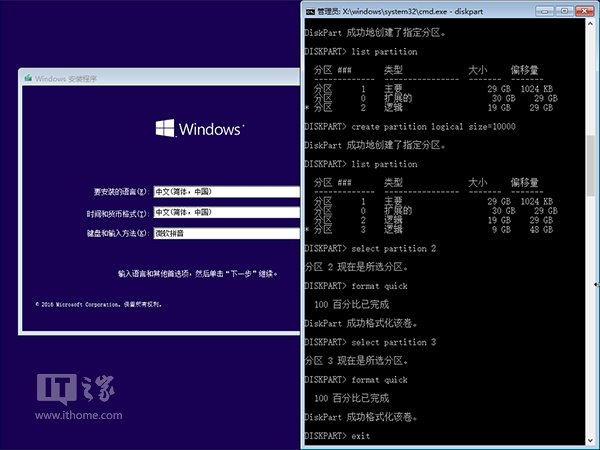 Windows 安装程序
Windows
要安装的语言(E): 中文(简体，中国)
时间和货币格式(T): 中文(简体，中国)
键盘和输入方法(K): 微软拼音
输入语言和其他首选项，然后单击“下一步”继续。
© 2016 Microsoft Corporation。保留所有权利。
IT之家
www.ithome.com
管理员: X:\windows\system32\cmd.exe - diskpart
DiskPart 成功地创建了指定分区。
DISKPART> list partition
分区 ### 类型 大小 偏移量
------------- ---------------- ------- -------
分区 1 主要 29 GB 1024 KB
分区 0 扩展的 30 GB 29 GB
* 分区 2 逻辑 19 GB 29 GB
DISKPART> create partition logical size=10000
DiskPart 成功地创建了指定分区。
DISKPART> list partition
分区 ### 类型 大小 偏移量
------------- ---------------- ------- -------
分区 1 主要 29 GB 1024 KB
分区 0 扩展的 30 GB 29 GB
分区 2 逻辑 19 GB 29 GB
* 分区 3 逻辑 9 GB 48 GB
DISKPART> select partition 2
分区 2 现在是所选分区。
DISKPART> format quick
100 百分比已完成
DiskPart 成功格式化该卷。
DISKPART> select partition 3
分区 3 现在是所选分区。
DISKPART> format quick
100 百分比已完成
DiskPart 成功格式化该卷。
DISKPART> exit